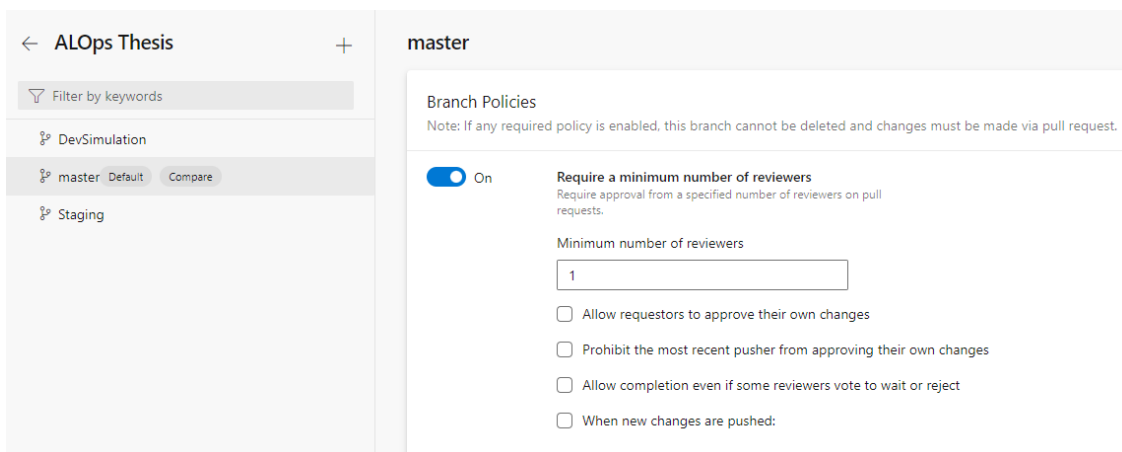 ALOps Thesis
Filter by keywords
DevSimulation
master Default Compare
Staging
master
Branch Policies
Note: If any required policy is enabled, this branch cannot be deleted and changes must be made via pull request.
On
Require a minimum number of reviewers
Require approval from a specified number of reviewers on pull
requests.
Minimum number of reviewers
1
Allow requestors to approve their own changes
Prohibit the most recent pusher from approving their own changes
Allow completion even if some reviewers vote to wait or reject
When new changes are pushed: